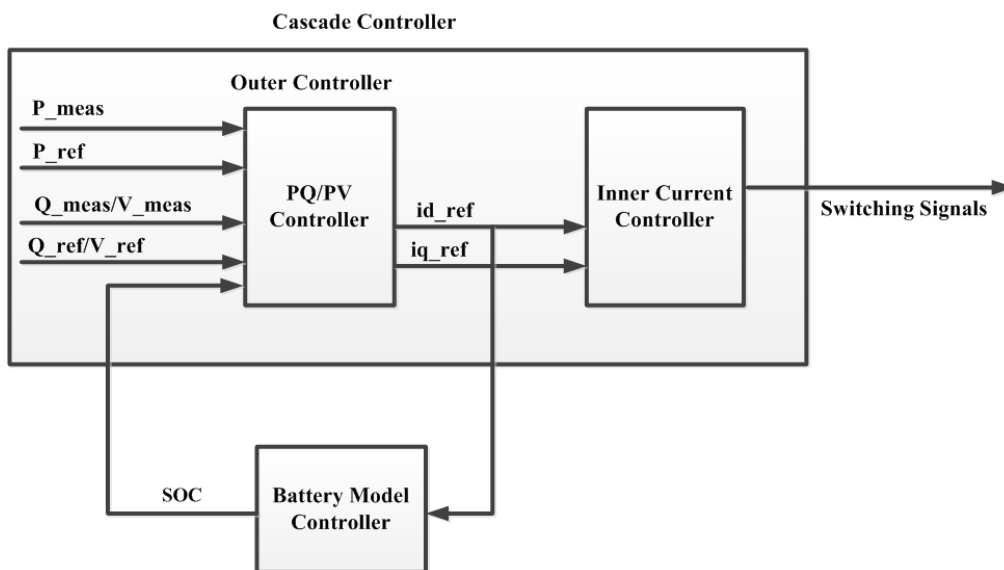 Cascade Controller
Outer Controller
P_meas
P_ref
Q_meas/V_meas
Q_ref/V_ref
PQ/PV
Controller
id_ref
iq_ref
Inner Current
Controller
Switching Signals
SOC
Battery Model
Controller